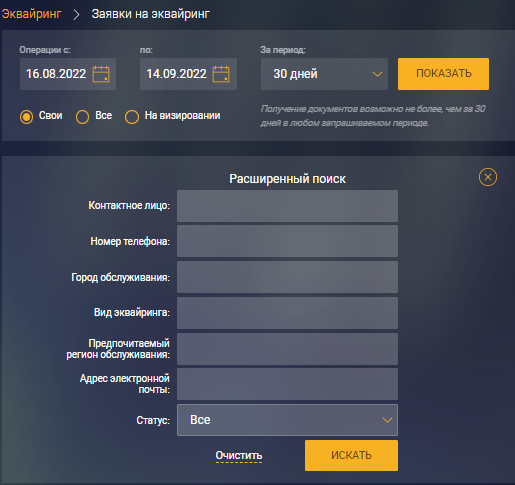 Эквайринг > Заявки на эквайринг
Операции с: по: За период:
16.08.2022 14.09.2022 30 дней ПОКАЗАТЬ
Свои Все На визировании
Получение документов возможно не более, чем за 30
дней в любом запрашиваемом периоде.
Расширенный поиск
Контактное лицо:
Номер телефона:
Город обслуживания:
Вид эквайринга:
Предпочитаемый
регион обслуживания:
Адрес электронной
почты:
Статус: Все
Очистить ИСКАТЬ